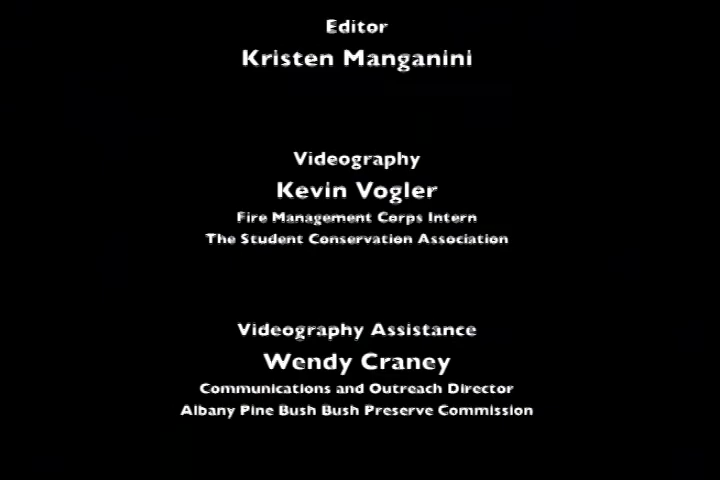 Editor
Kristen Manganini
Videography
Kevin Vogler
Fire Management Corps Intern
The Student Conservation Association
Videography Assistance
Wendy Craney
Communications and Outreach Director
Albany Pine Bush Bush Preserve Commission